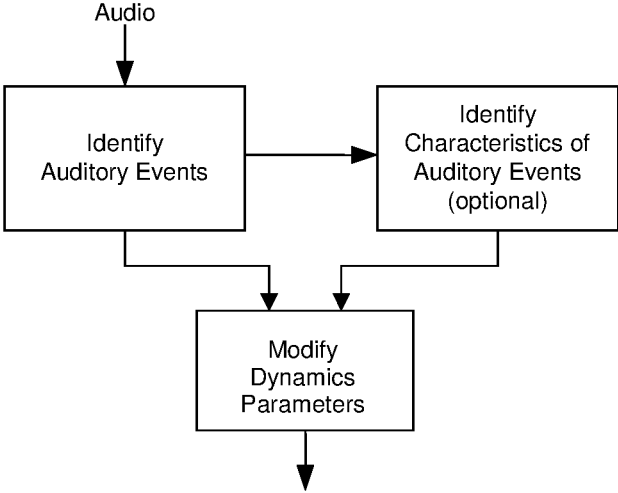 Audio
Identify
Auditory Events
Identify
Characteristics of
Auditory Events
(optional)
Modify
Dynamics
Parameters